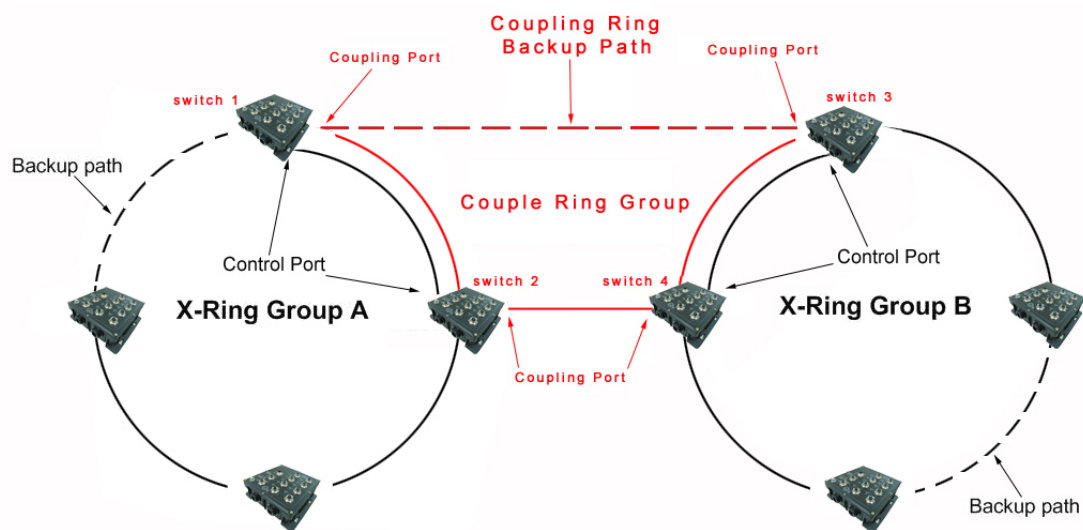 Coupling Ring
Backup Path
Coupling Port
Coupling Port
switch 1
switch 3
Backup path
Couple Ring Group
Control Port
Control Port
switch 2
switch 4
X-Ring Group A
X-Ring Group B
Coupling Port
Backup path